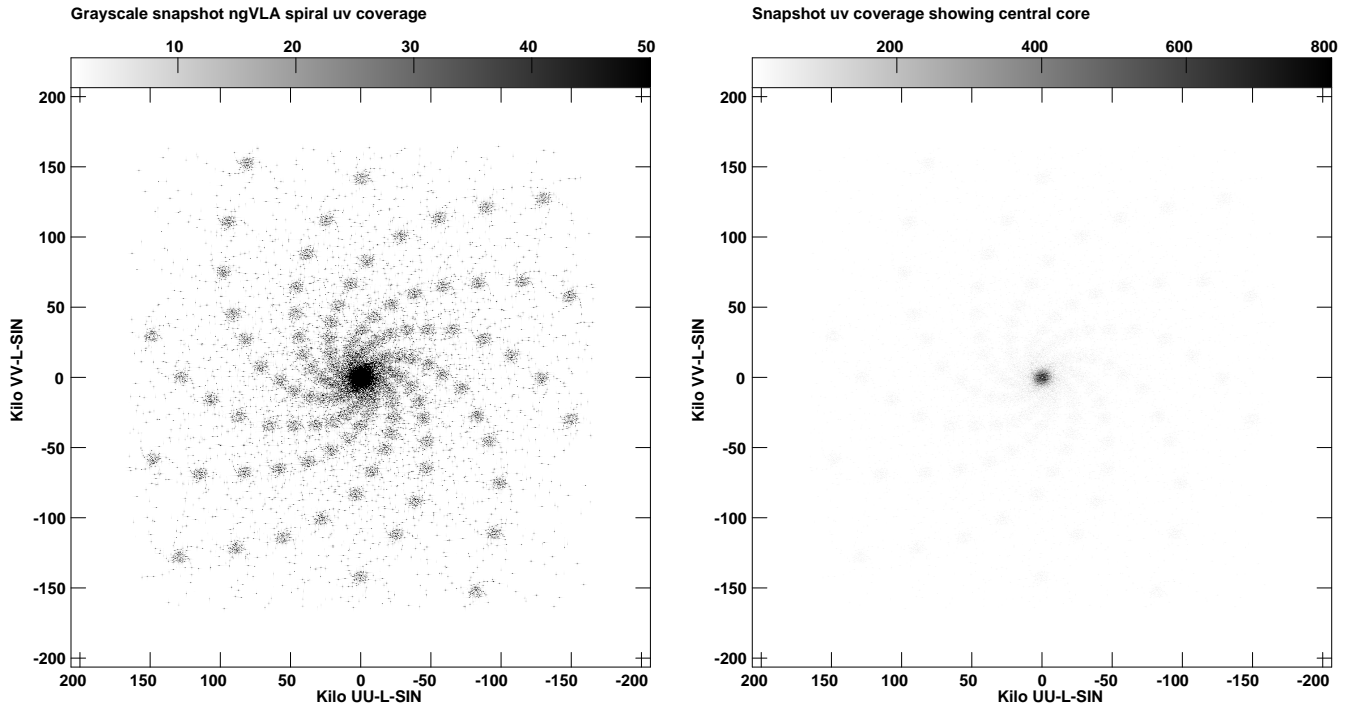 Grayscale snapshot ngVLA spiral uv coverage
10 20 30 40 50
200
150
100
50
0
-50
-100
-150
-200
Kilo VV-L-SIN
200 150 100 50 0 -50 -100 -150 -200
Kilo UU-L-SIN
Snapshot uv coverage showing central core
200 400 600 800
200
150
100
50
0
-50
-100
-150
-200
Kilo VV-L-SIN
200 150 100 50 0 -50 -100 -150 -200
Kilo UU-L-SIN